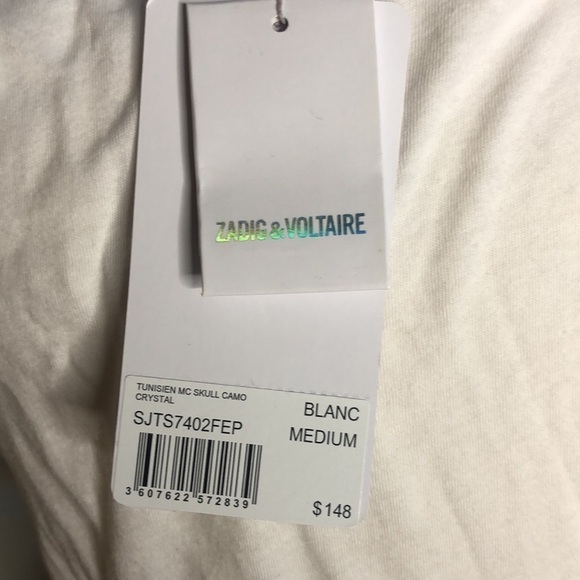 ZADIG & VOLTAIRE
TUNISIEN MC SKULL CAMO
CRYSTAL
SJTS7402FEP
BLANC
MEDIUM
3 607622 572839
$148